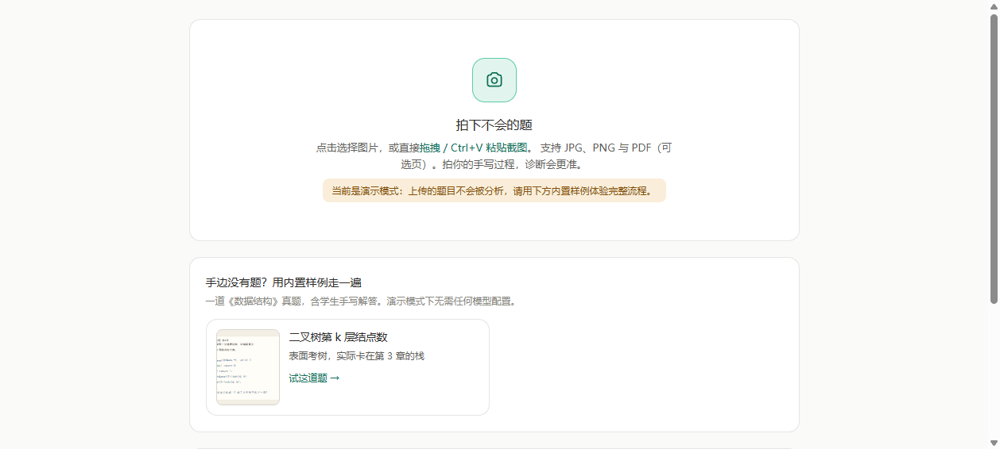 拍下不会的题
点击选择图片，或直接拖拽 / Ctrl+V 粘贴截图。 支持 JPG、PNG 与 PDF（可
选页）。拍你的手写过程，诊断会更准。
当前是演示模式：上传的题目不会被分析，请用下方内置样例体验完整流程。
手边没有题？用内置样例走一遍
一道《数据结构》真题，含学生手写解答。演示模式下无需任何模型配置。
二叉树第 k 层结点数
表面考树，实际卡在第 3 章的栈
试这道题 →